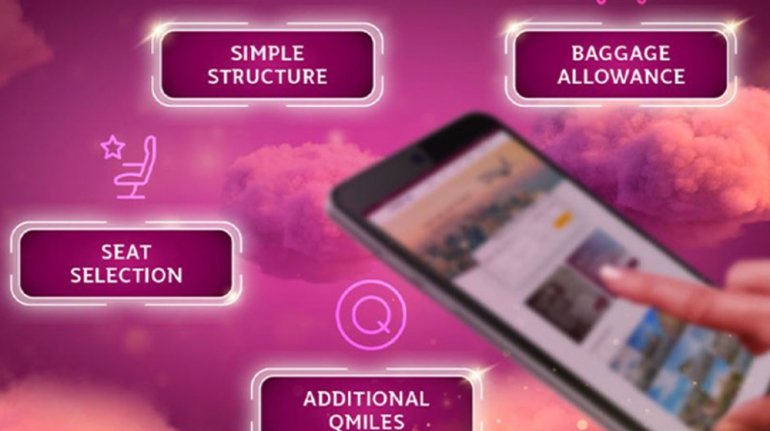 SIMPLE
STRUCTURE
BAGGAGE
ALLOWANCE
SEAT
SELECTION
Q
ADDITIONAL
QMILES